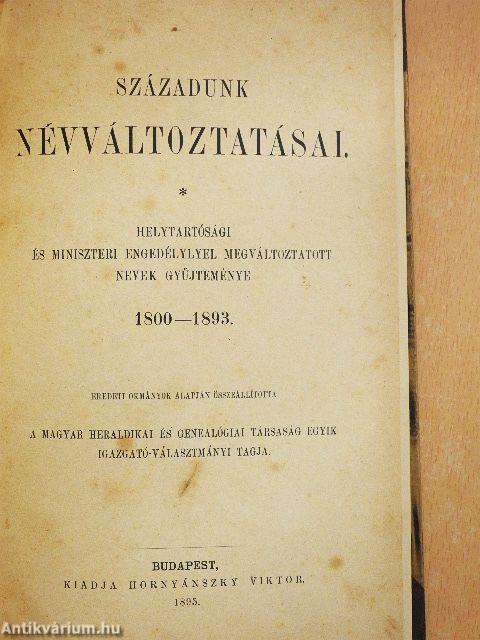 SZÁZADUNK
NÉVVÁLTOZTATÁSAI.
*
HELYTARTÓSÁGI
ÉS MINISZTERI ENGEDÉLYLYEL MEGVÁLTOZTATOTT
NEVEK GYŰJTEMÉNYE
1800—1893.
EREDETI OKMÁNYOK ALAPJÁN ÖSSZEÁLLÍTOTTA
A MAGYAR HERALDIKAI ÉS GENEALÓGIAI TÁRSASÁG EGYIK
IGAZGATÓ-VÁLASZTMÁNYI TAGJA.
BUDAPEST,
KIADJA HORNYÁNSZKY VIKTOR.
1895.
Antikvárium.hu